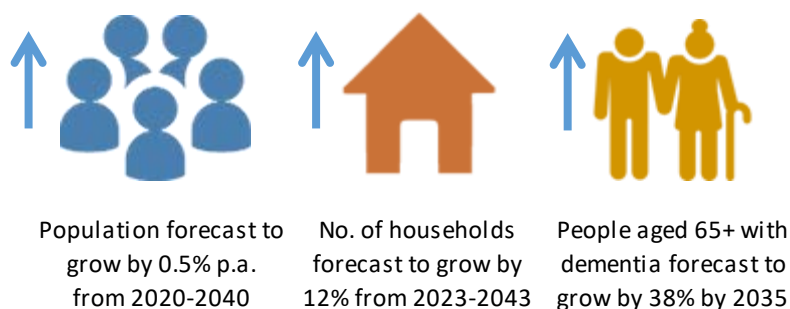 Population forecast to
grow by 0.5% p.a.
from 2020-2040
No. of households
forecast to grow by
12% from 2023-2043
People aged 65+ with
dementia forecast to
grow by 38% by 2035